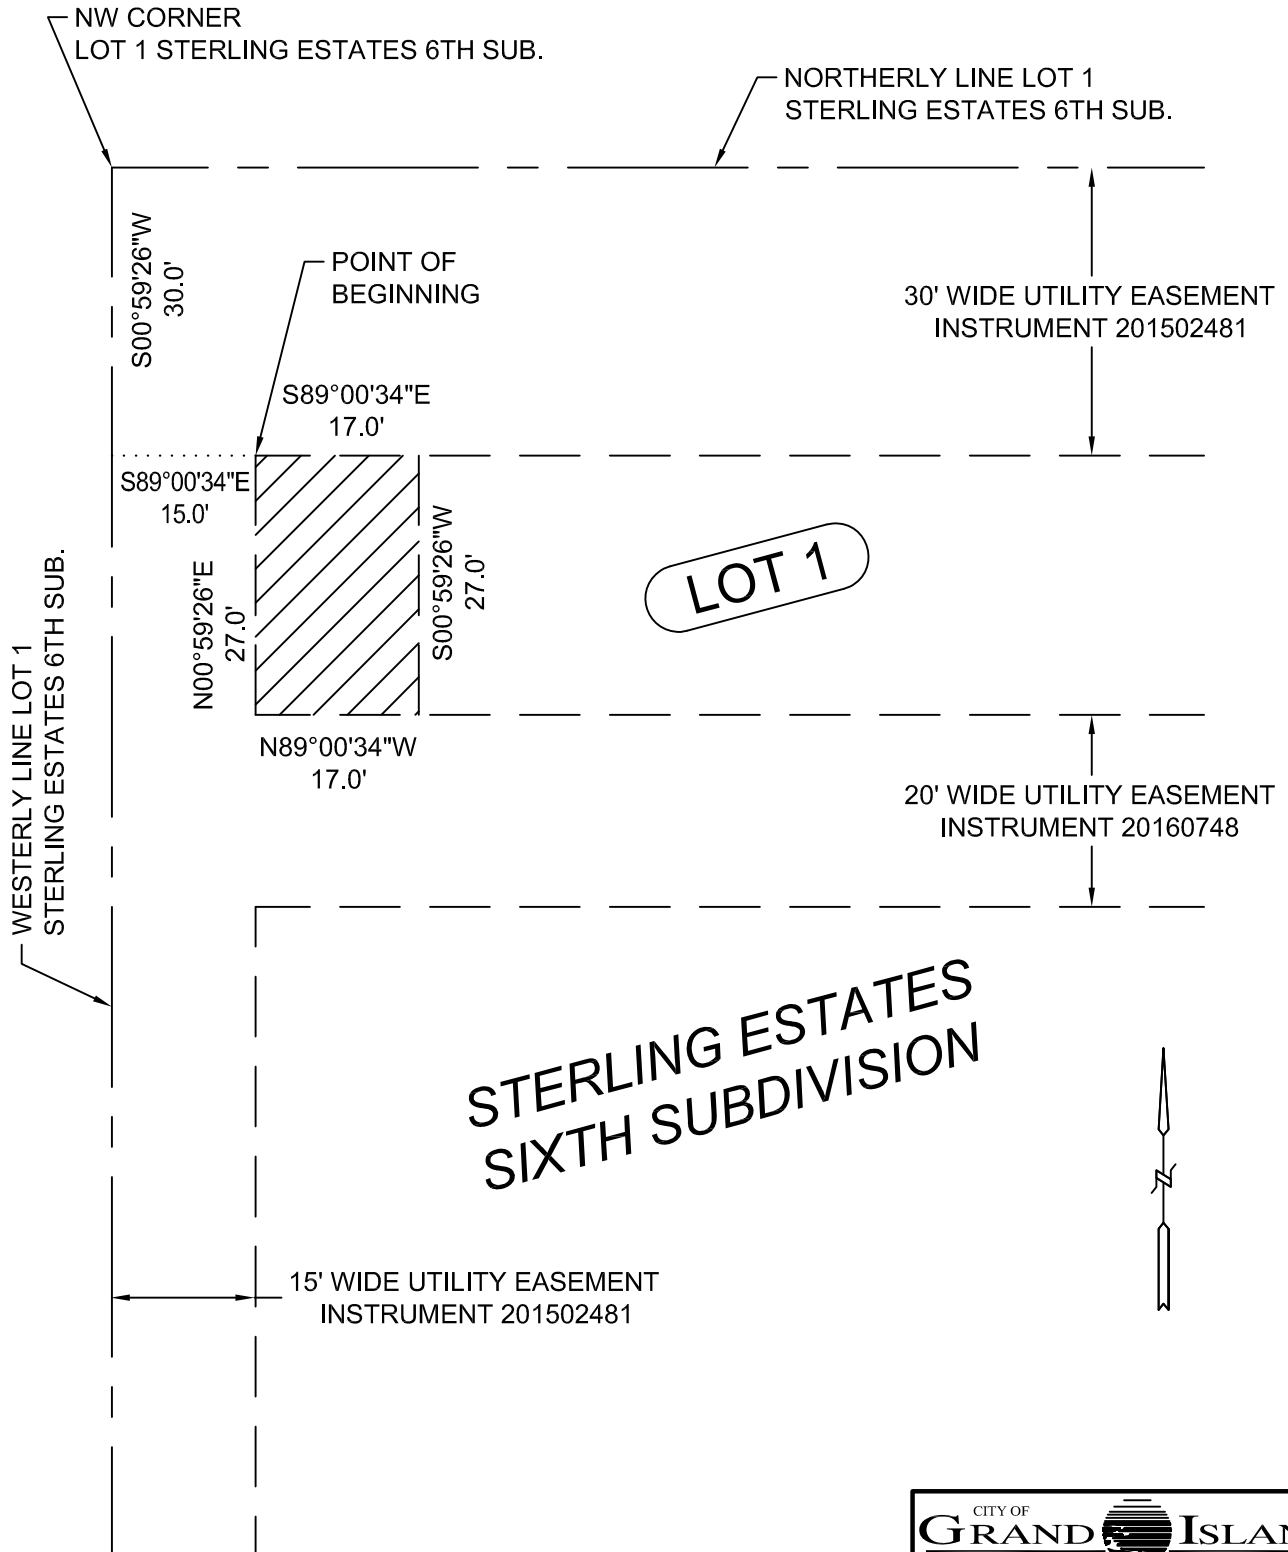 NW CORNER
LOT 1 STERLING ESTATES 6TH SUB.
NORTHERLY LINE LOT 1
STERLING ESTATES 6TH SUB.
S00°59'26"W
30.0'
POINT OF
BEGINNING
30' WIDE UTILITY EASEMENT
INSTRUMENT 201502481
S89°00'34"E
17.0'
S89°00'34"E
15.0'
N00°59'26"E
27.0'
S00°59'26"W
27.0'
LOT 1
WESTERLY LINE LOT 1
STERLING ESTATES 6TH SUB.
N89°00'34"W
17.0'
20' WIDE UTILITY EASEMENT
INSTRUMENT 20160748
STERLING ESTATES
SIXTH SUBDIVISION
15' WIDE UTILITY EASEMENT
INSTRUMENT 201502481
CITY OF
GRAND ISLAN